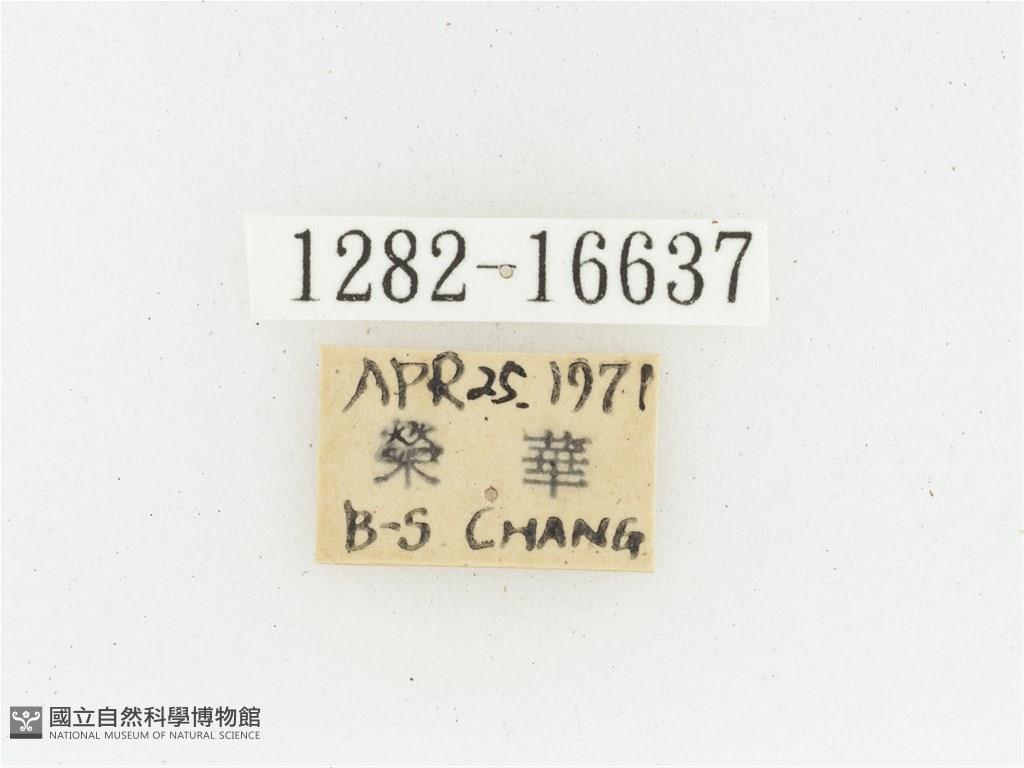 1282-16637
APR 25. 1971
榮 華
B-S CHANG
國立自然科學博物館
NATIONAL MUSEUM OF NATURAL SCIENCE